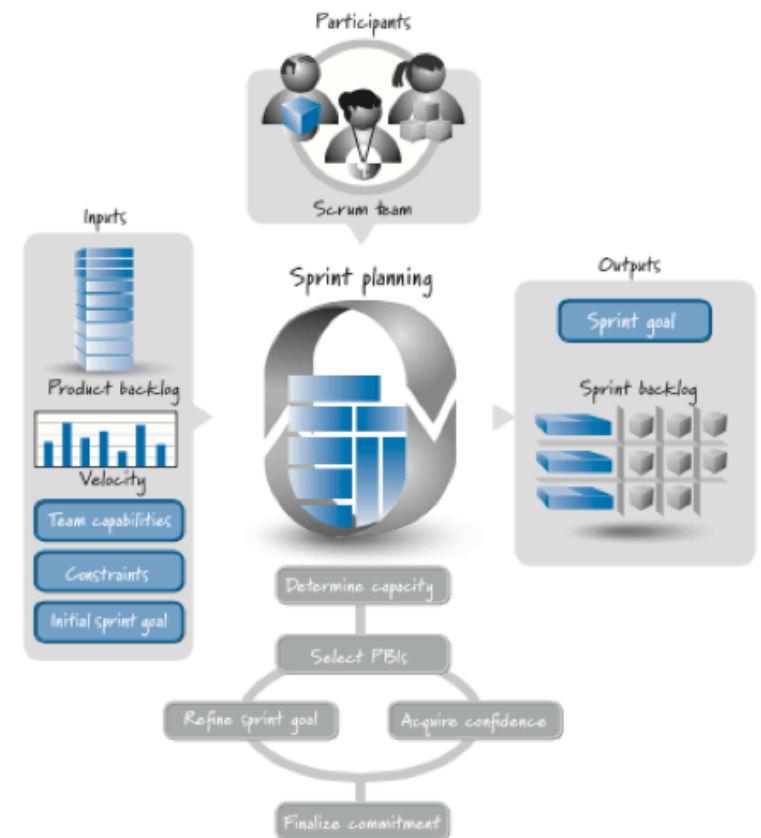 Participants
Scrum team
Inputs
Product backlog
Velocity
Team capabilities
Constraints
Initial sprint goal
Sprint planning
Outputs
Sprint goal
Sprint backlog
Determine capacity
Select PBIs
Refine sprint goal
Acquire confidence
Finalize commitment